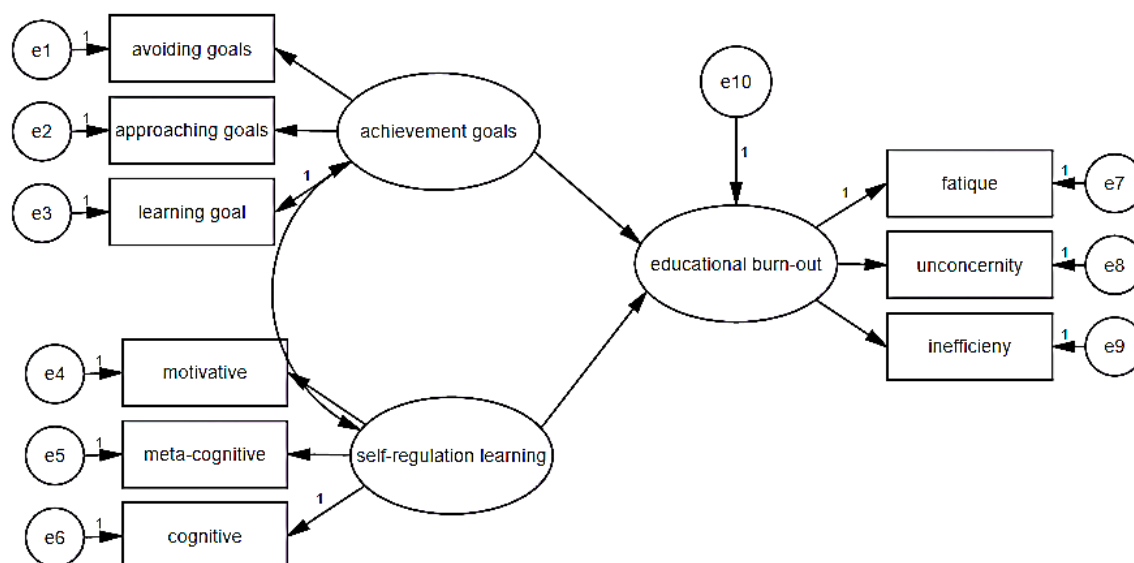 e1
1
avoiding goals
e2
1
approaching goals
e3
1
learning goal
1
achievement goals
e10
1
educational burn-out
1
fatique
1
e7
unconcernity
1
e8
inefficieny
1
e9
e4
1
motivative
e5
1
meta-cognitive
e6
1
cognitive
1
self-regulation learning